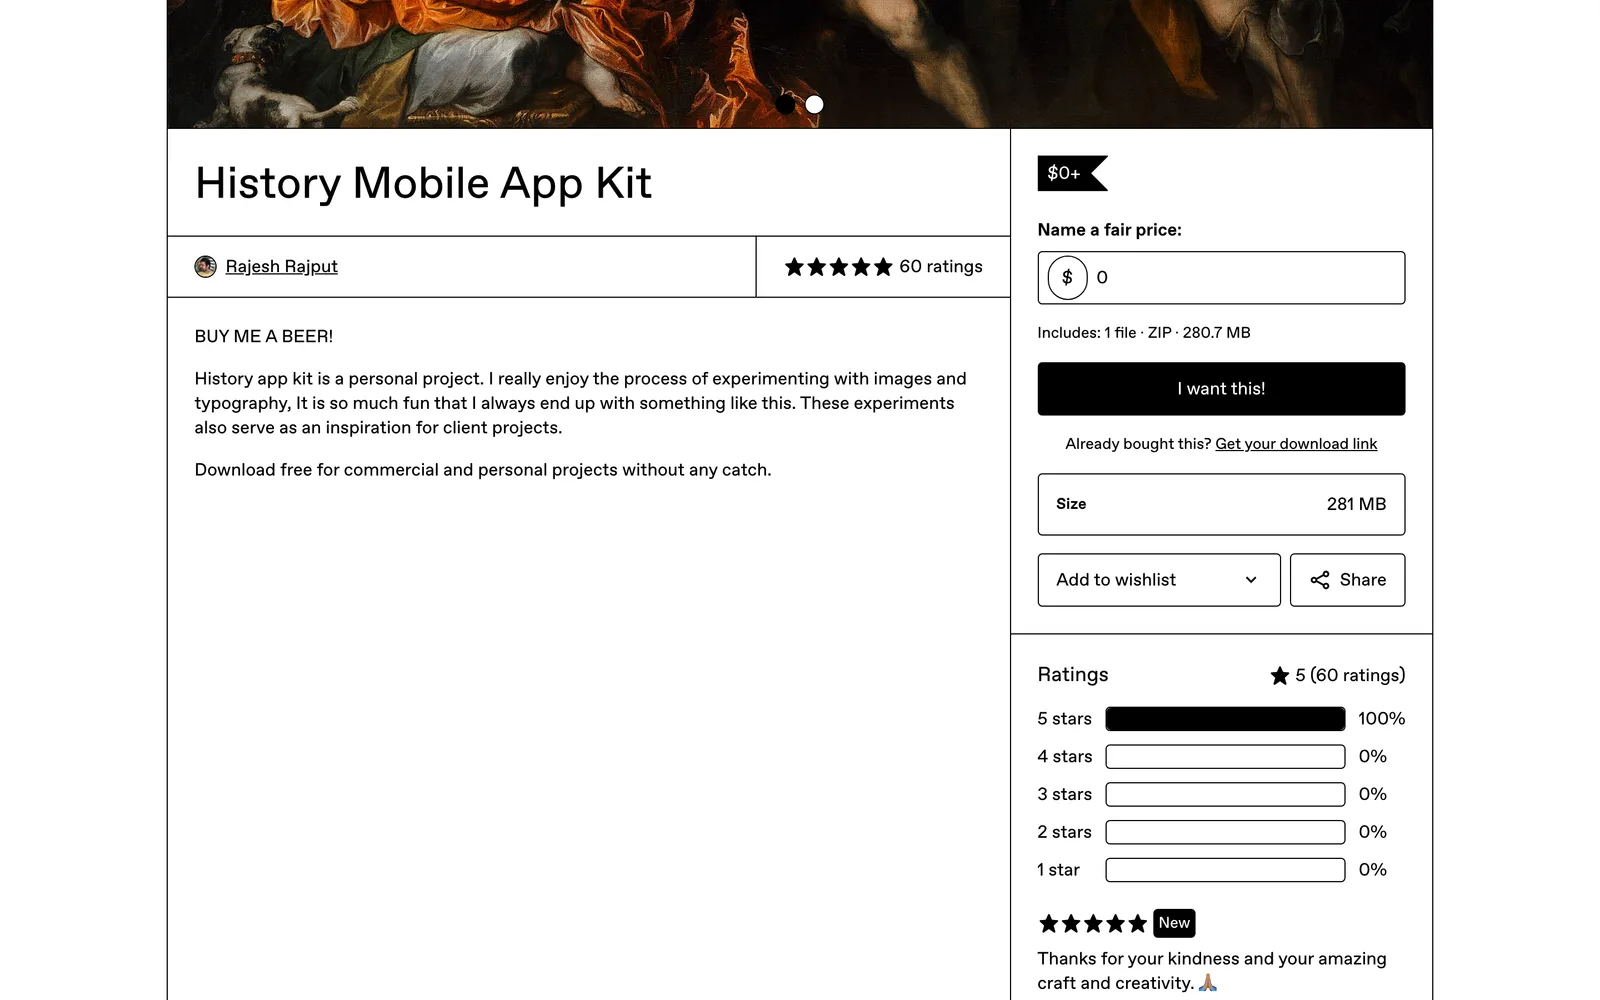 History Mobile App Kit
Rajesh Rajput
60 ratings
BUY ME A BEER!
History app kit is a personal project. I really enjoy the process of experimenting with images and
typography, It is so much fun that I always end up with something like this. These experiments
also serve as an inspiration for client projects.
Download free for commercial and personal projects without any catch.
$0+
Name a fair price:
$ 0
Includes: 1 file · ZIP · 280.7 MB
I want this!
Already bought this? Get your download link
Size 281 MB
Add to wishlist
Share
Ratings ★ 5 (60 ratings)
5 stars 100%
4 stars 0%
3 stars 0%
2 stars 0%
1 star 0%
New
Thanks for your kindness and your amazing
craft and creativity. 🙏🏽